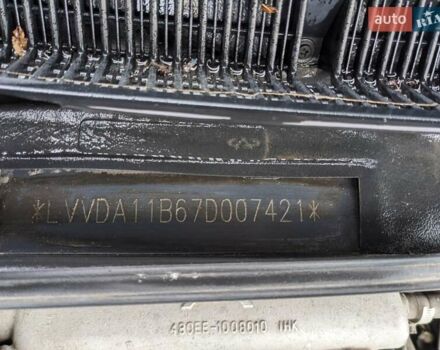 auto RIA
*LVVDA11B67D007421*
480EE-1008010 IHK